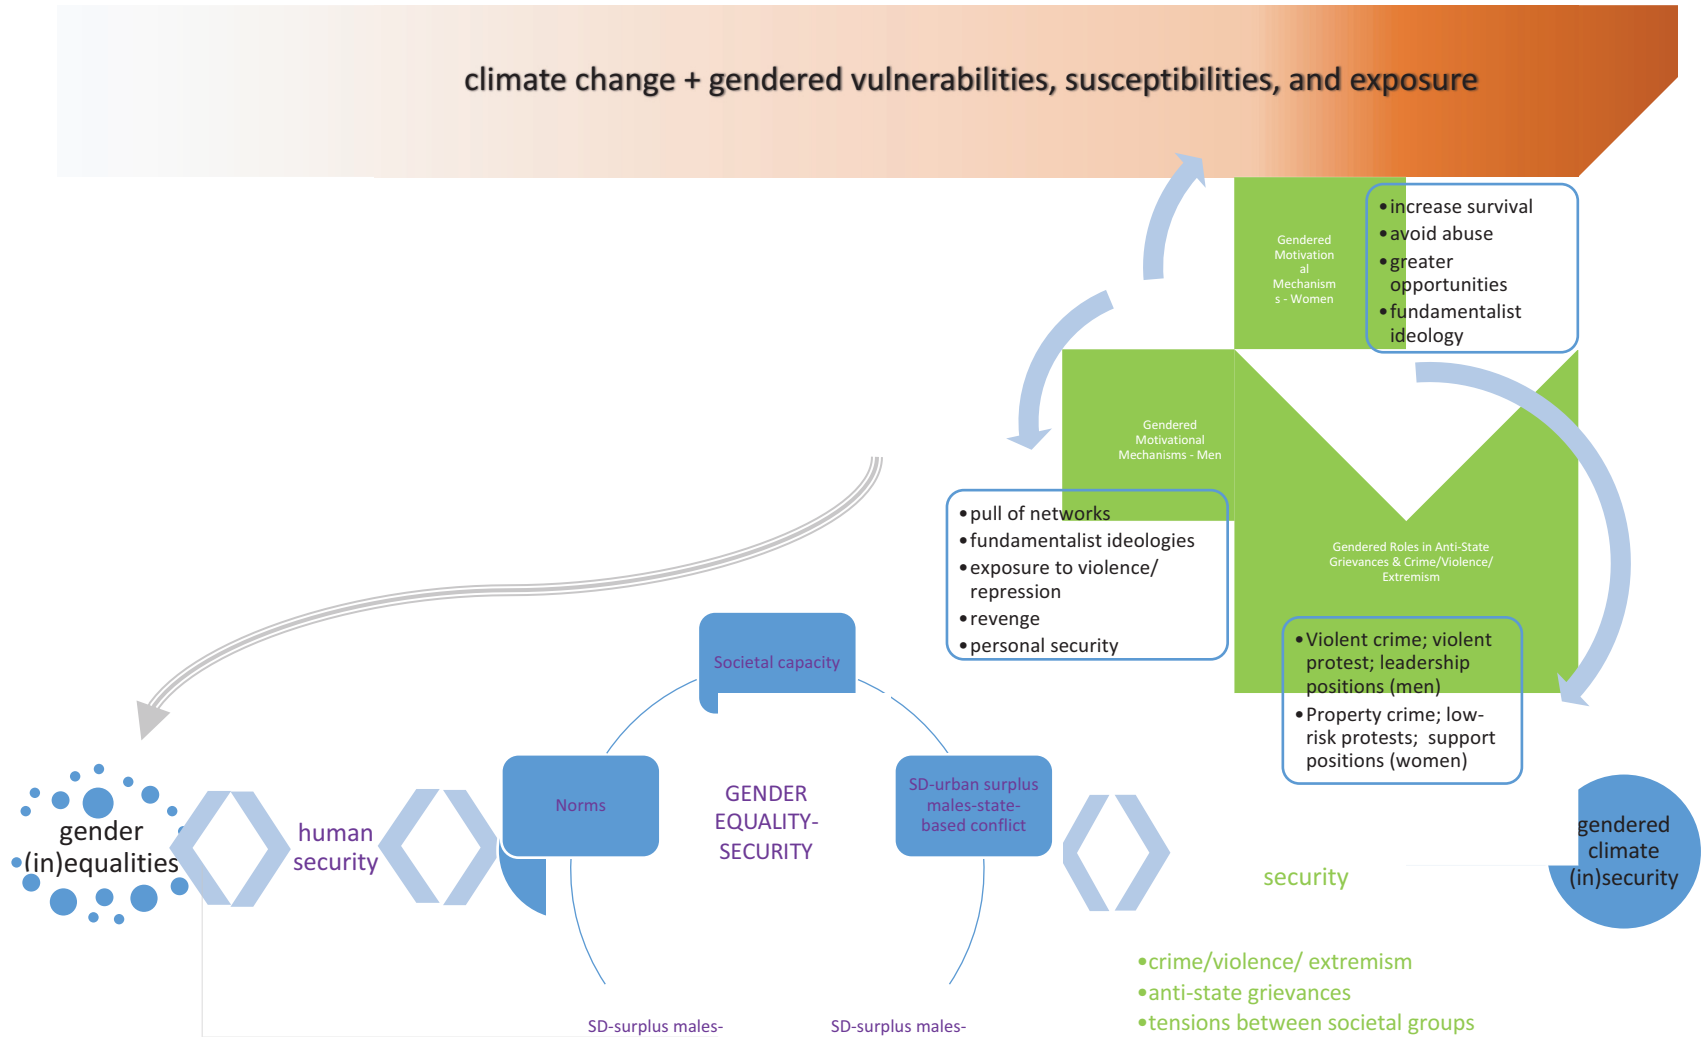 climate change + gendered vulnerabilities, susceptibilities, and exposure
Gendered
Motivation
al
Mechanism
s - Women
•increase survival
•avoid abuse
•greater
opportunities
•fundamentalist
ideology
Gendered
Motivational
Mechanisms - Men
•pull of networks
•fundamentalist ideologies
•exposure to violence/
repression
•revenge
•personal security
Gendered Roles in Anti-State
Grievances & Crime/Violence/
Extremism
•Violent crime; violent
protest; leadership
positions (men)
•Property crime; low-
risk protests; support
positions (women)
Societal capacity
Norms
GENDER
EQUALITY-
SECURITY
SD-urban surplus
males-state-
based conflict
SD-surplus males-
SD-surplus males-
gender
(in)equalities
human
security
security
•crime/violence/ extremism
•anti-state grievances
•tensions between societal groups
gendered
climate
(in)security